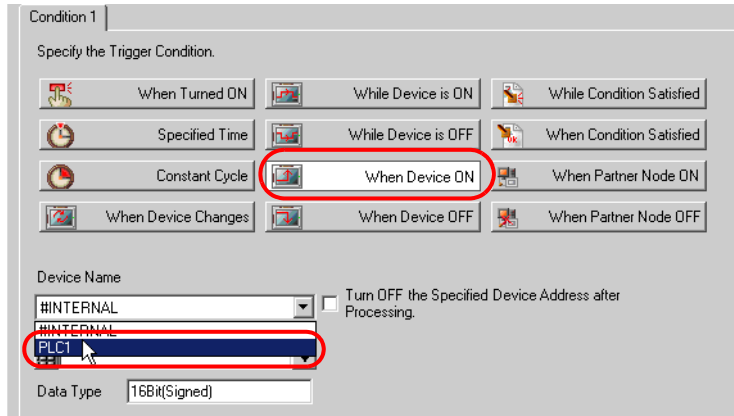 Condition 1
Specify the Trigger Condition.
When Turned ON
While Device is ON
While Condition Satisfied
Specified Time
While Device is OFF
When Condition Satisfied
Constant Cycle
When Device ON
When Partner Node ON
When Device Changes
When Device OFF
When Partner Node OFF
Device Name
#INTERNAL
Turn OFF the Specified Device Address after
Processing.
#INTERNAL
PLC1
Data Type 16Bit(Signed)